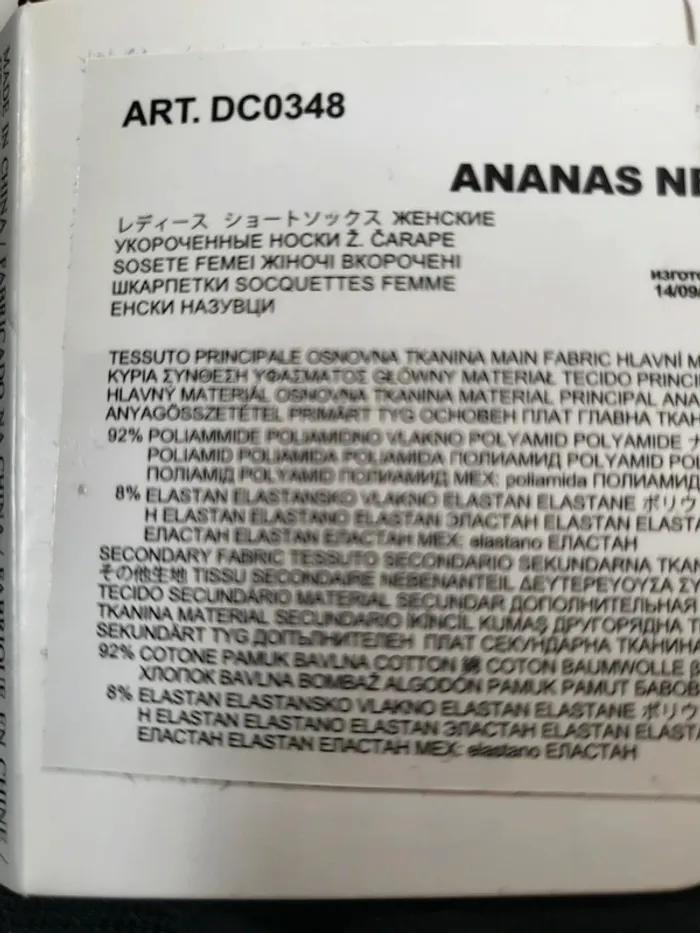 ART. DC0348
ANANAS NE
レディース ショートソックス ЖЕНСКИЕ
УКОРОЧЕННЫЕ НОСКИ Ž. ČARAPE
SOSETE FEMEI ЖІНОЧІ ВКОРОЧЕНІ
ШКАРПЕТКИ SOCQUETTES FEMME
ЕНСКИ НАЗУВЦИ
ИЗГОТО
14/09/
TESSUTO PRINCIPALE OSNOVNA TKANINA MAIN FABRIC HLAVNÍ M
ΚΥΡΙΑ ΣΥΝΘΕΣΗ ΥΦΑΣΜΑΤΟΣ GŁÓWNY MATERIAŁ TECIDO PRINCI
HLAVNÝ MATERIÁL OSNOVNA TKANINA MATERIAL PRINCIPAL ANA
ANYAGÖSSZETÉTEL PRIMÄRT TYG ОСНОВЕН ПЛАТ ГЛАВНА ТКАН
92% POLIAMMIDE POLIAMIDNO VLAKNO POLYAMID POLYAMIDE ナ
POLIAMID POLIAMIDA POLIAMIDA ПОЛИАМИД POLYAMID PO
ПОЛІАМІД POLYAMID ПОЛИАМИД MEX: poliamida ПОЛИАМИД
8% ELASTAN ELASTANSKO VLAKNO ELASTAN ELASTANE ポリウ
Н ELASTAN ELASTANO ELASTAN ЭЛАСТАН ELASTAN ELASTA
ЕЛАСТАН ELASTAN ЕЛАСТАН MEX: elastano ЕЛАСТАН
SECONDARY FABRIC TESSUTO SECONDARIO SEKUNDARNA TKAN
その他生地 TISSU SECONDAIRE NEBENANTEIL ΔΕΥΤΕΡΕΥΟΥΣΑ ΣΥ
TECIDO SECUNDÁRIO MATERIAL SECUNDAR ДОПОЛНИТЕЛЬНАЯ
TKANINA MATERIAL SECUNDARIO İKİNCİL KUMAŞ ДРУГОРЯДНА Т
SEKUNDÄRT TYG ДОПЪЛНИТЕЛЕН ПЛАТ СЕКУНДАРНА ТКАНИНА
92% COTONE PAMUK BAVLNA COTTON 綿 COTON BAUMWOLLE
ХЛОПОК BAVLNA BOMBAŽ ALGODÓN PAMUK PAMUT БАВОВ
8% ELASTAN ELASTANSKO VLAKNO ELASTAN ELASTANE ポリウ
Н ELASTAN ELASTANO ELASTAN ЭЛАСТАН ELASTAN ELASTA
ЕЛАСТАН ELASTAN ЕЛАСТАН MEX: elastano ЕЛАСТАН
MADE IN CHINA / FABRICADO NA CHINA / FABRIQUÉ EN CHINE /